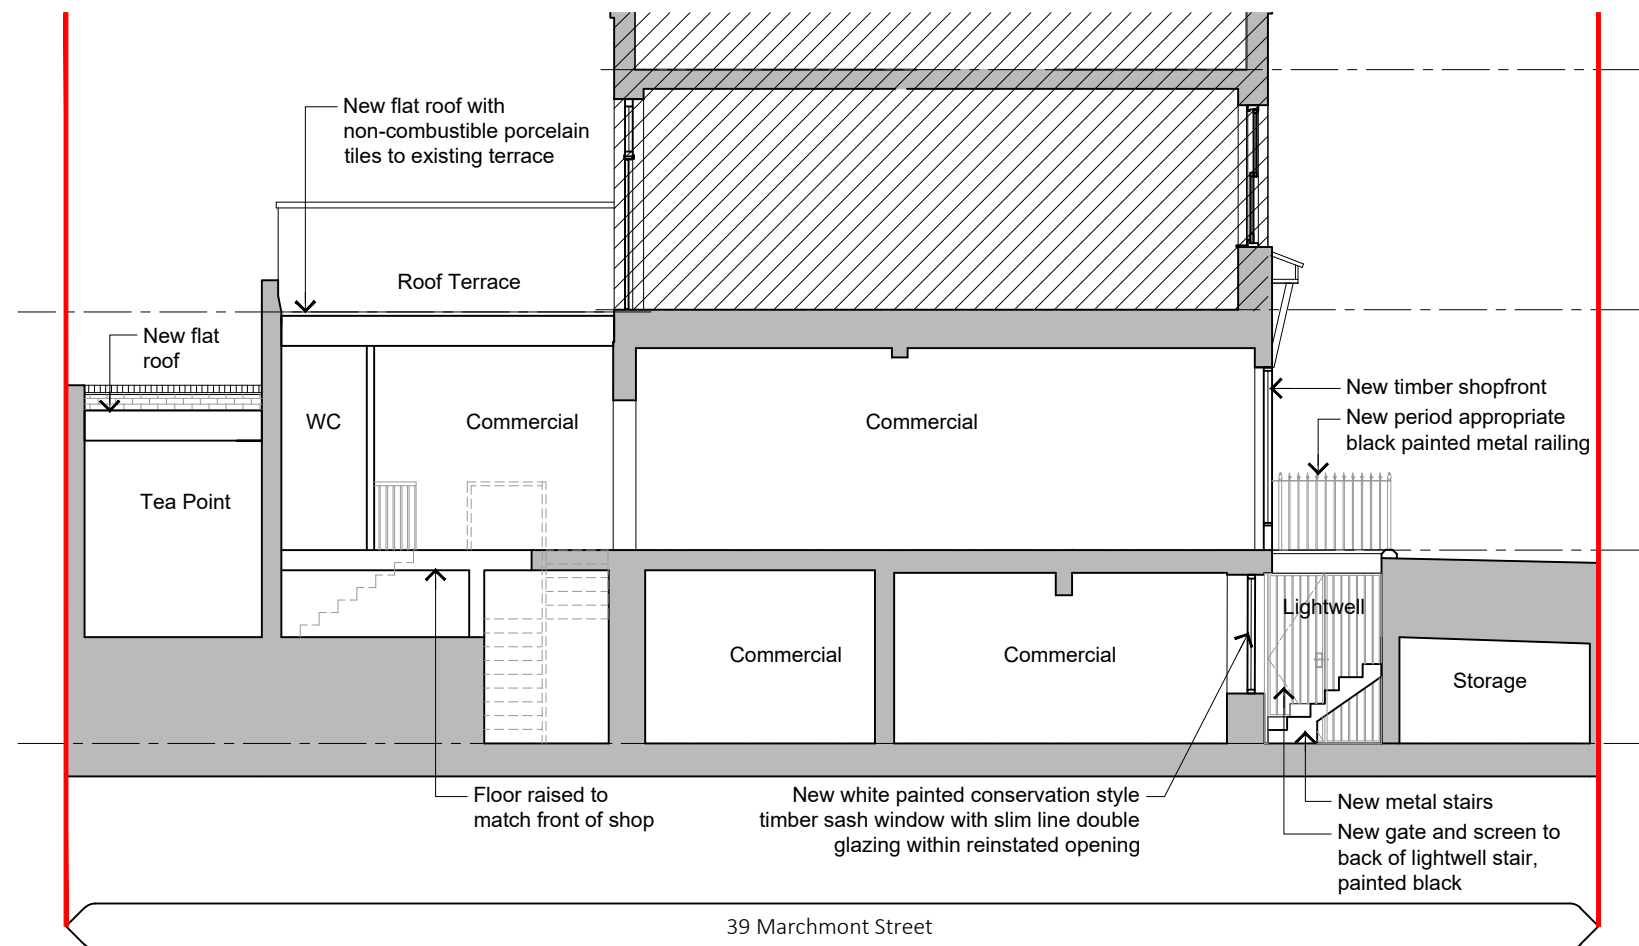 New flat roof with
non-combustible porcelain
tiles to existing terrace
Roof Terrace
New flat
roof
WC
Commercial
Commercial
New timber shopfront
New period appropriate
black painted metal railing
Tea Point
Lightwell
Commercial
Commercial
Storage
Floor raised to
match front of shop
New white painted conservation style
timber sash window with slim line double
glazing within reinstated opening
New metal stairs
New gate and screen to
back of lightwell stair,
painted black
39 Marchmont Street